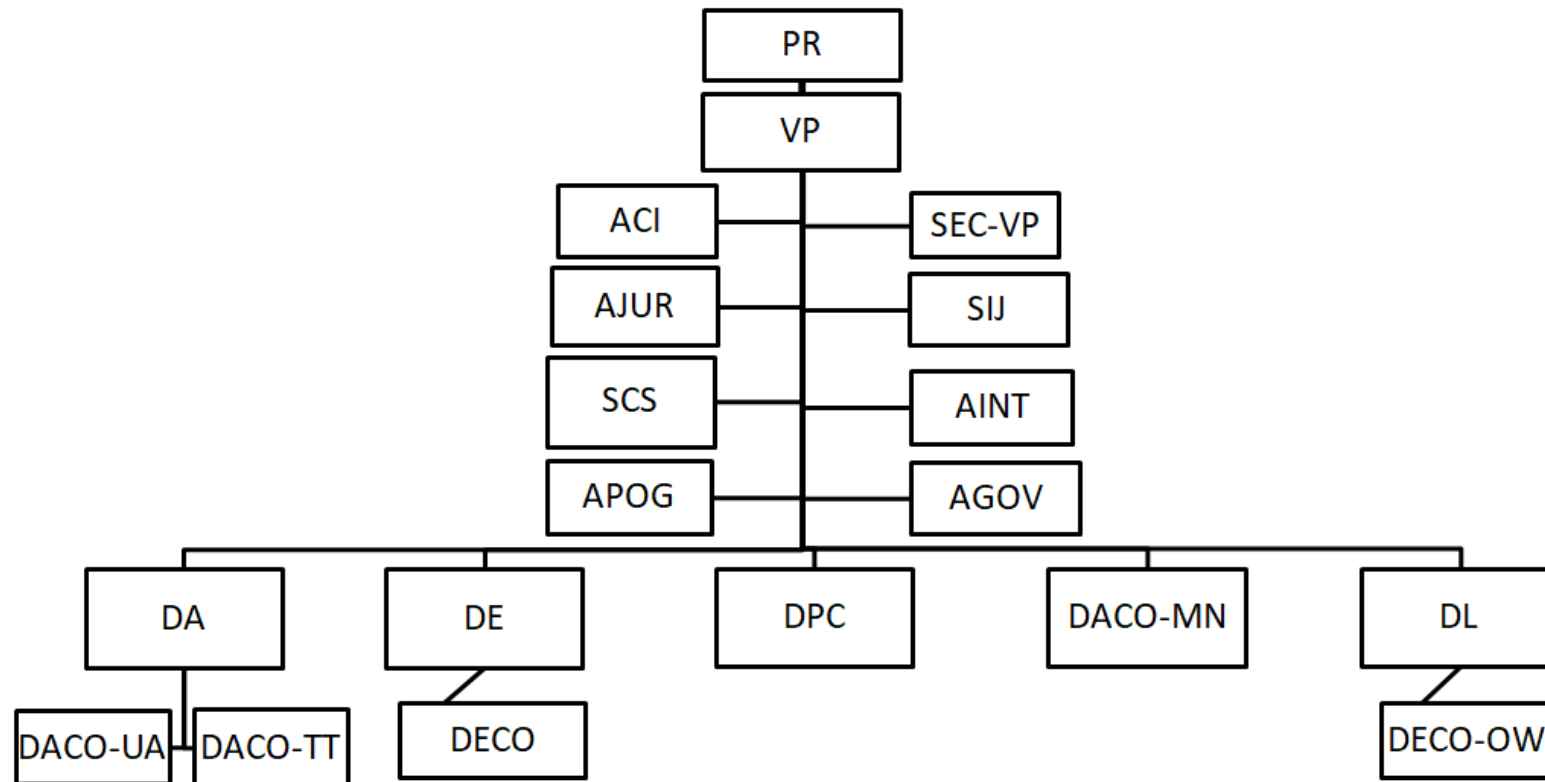 PR
VP
ACI
SEC-VP
AJUR
SIJ
SCS
AINT
APOG
AGOV
DA
DE
DPC
DACO-MN
DL
DACO-UA
DACO-TT
DECO
DECO-OW